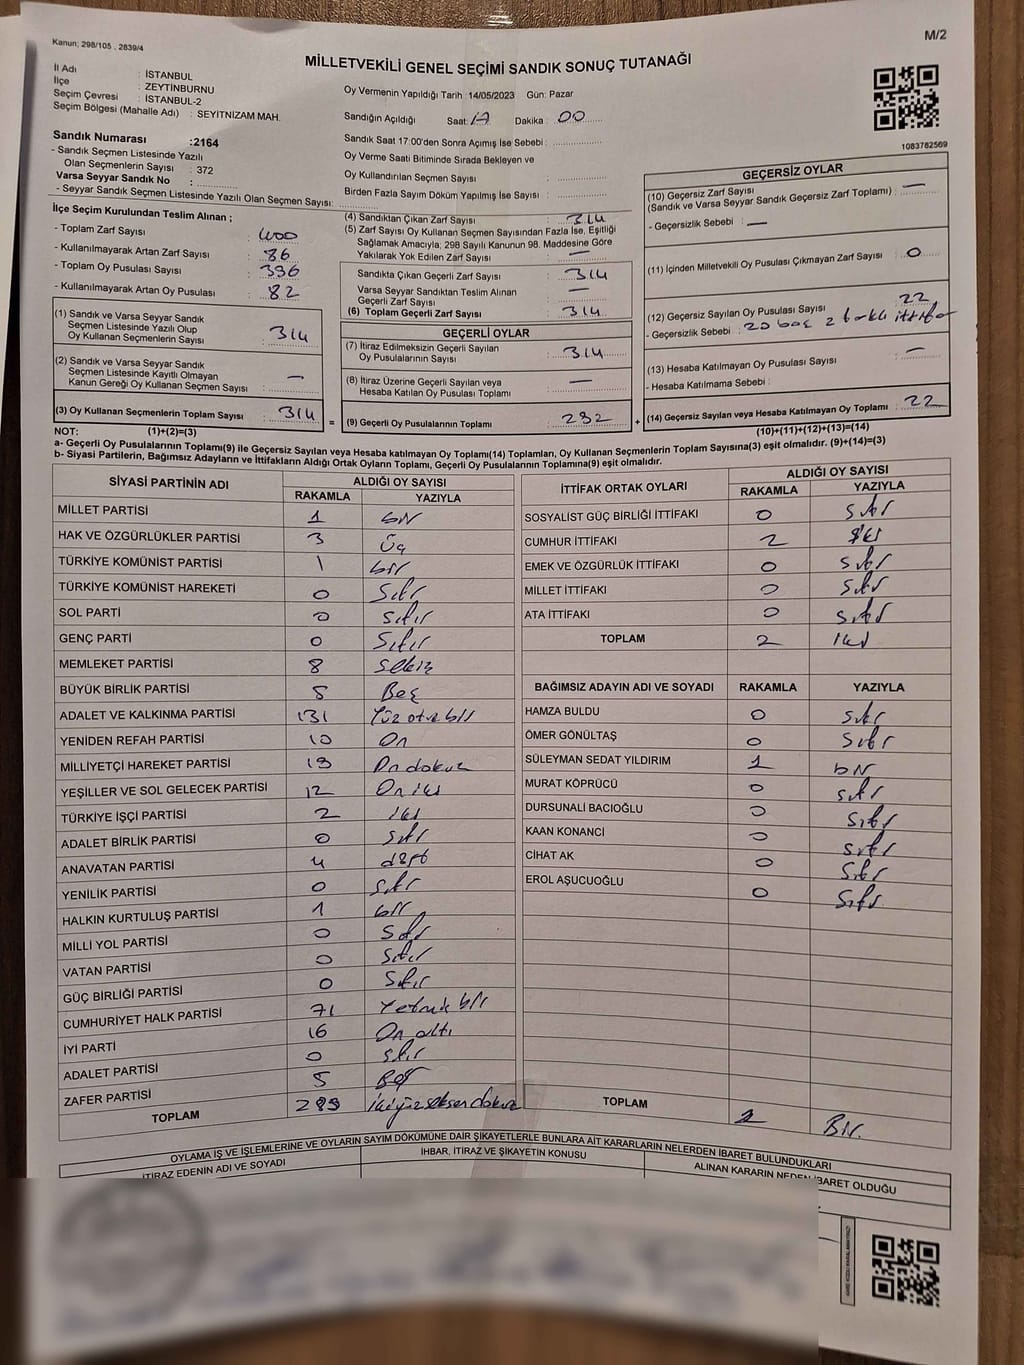 Kanun; 298/105 , 2839/4
M/2
MİLLETVEKİLİ GENEL SEÇİMİ SANDIK SONUÇ TUTANAĞI
İl Adı : İSTANBUL
İlçe : ZEYTİNBURNU
Seçim Çevresi : İSTANBUL-2
Seçim Bölgesi (Mahalle Adı) : SEYİTNİZAM MAH.
Sandık Numarası :2164
- Sandık Seçmen Listesinde Yazılı
Olan Seçmenlerin Sayısı : 372
Varsa Seyyar Sandık No :
- Seyyar Sandık Seçmen Listesinde Yazılı Olan Seçmen Sayısı:
Oy Vermenin Yapıldığı Tarih :14/05/2023 Gün: Pazar
Sandığın Açıldığı Saat: 17 Dakika : 00
Sandık Saat 17:00'den Sonra Açımış İse Sebebi :
Oy Verme Saati Bitiminde Sırada Bekleyen ve
Oy Kullandırılan Seçmen Sayısı :
Birden Fazla Sayım Döküm Yapılmış İse Sayısı :
1083782569
İlçe Seçim Kurulundan Teslim Alınan ;
- Toplam Zarf Sayısı : 400
- Kullanılmayarak Artan Zarf Sayısı : 86
- Toplam Oy Pusulası Sayısı : 396
- Kullanılmayarak Artan Oy Pusulası : 82
(1) Sandık ve Varsa Seyyar Sandık
Seçmen Listesinde Yazılı Olup
Oy Kullanan Seçmenlerin Sayısı : 314
(2) Sandık ve Varsa Seyyar Sandık
Seçmen Listesinde Kayıtlı Olmayan
Kanun Gereği Oy Kullanan Seçmen Sayısı : —
(3) Oy Kullanan Seçmenlerin Toplam Sayısı : 314 =
(4) Sandıktan Çıkan Zarf Sayısı : 314
(5) Zarf Sayısı Oy Kullanan Seçmen Sayısından Fazla İse, Eşitliği
Sağlamak Amacıyla; 298 Sayılı Kanunun 98. Maddesine Göre
Yakılarak Yok Edilen Zarf Sayısı : —
Sandıkta Çıkan Geçerli Zarf Sayısı : 314
Varsa Seyyar Sandıktan Teslim Alınan
Geçerli Zarf Sayısı : —
(6) Toplam Geçerli Zarf Sayısı : 314
GEÇERLİ OYLAR
(7) İtiraz Edilmeksizin Geçerli Sayılan
Oy Pusulalarının Sayısı : 314
(8) İtiraz Üzerine Geçerli Sayılan veya
Hesaba Katılan Oy Pusulası Toplamı : —
(9) Geçerli Oy Pusulalarının Toplamı : 292 +
GEÇERSİZ OYLAR
(10) Geçersiz Zarf Sayısı
(Sandık ve Varsa Seyyar Sandık Geçersiz Zarf Toplamı) : —
- Geçersizlik Sebebi : —
(11) İçinden Milletvekili Oy Pusulası Çıkmayan Zarf Sayısı : 0
(12) Geçersiz Sayılan Oy Pusulası Sayısı : 22
- Geçersizlik Sebebi : 20 boş 2 farklı ittifak
(13) Hesaba Katılmayan Oy Pusulası Sayısı : —
- Hesaba Katılmama Sebebi :
(14) Geçersiz Sayılan veya Hesaba Katılmayan Oy Toplamı : 22
NOT: (1)+(2)=(3) (10)+(11)+(12)+(13)=(14)
a- Geçerli Oy Pusulalarının Toplamı(9) ile Geçersiz Sayılan veya Hesaba katılmayan Oy Toplamı(14) Toplamları, Oy Kullanan Seçmenlerin Toplam Sayısına(3) eşit olmalıdır. (9)+(14)=(3)
b- Siyasi Partilerin, Bağımsız Adayların ve İttifakların Aldığı Ortak Oyların Toplamı, Geçerli Oy Pusulalarının Toplamına(9) eşit olmalıdır.
SİYASİ PARTİNİN ADI ALDIĞI OY SAYISI
RAKAMLA YAZIYLA
MİLLET PARTİSİ 1 bir
HAK VE ÖZGÜRLÜKLER PARTİSİ 3 Üç
TÜRKİYE KOMÜNİST PARTİSİ 1 bir
TÜRKİYE KOMÜNİST HAREKETİ 0 Sıfır
SOL PARTİ 0 sıfır
GENÇ PARTİ 0 Sıfır
MEMLEKET PARTİSİ 8 sekiz
BÜYÜK BİRLİK PARTİSİ 5 Beş
ADALET VE KALKINMA PARTİSİ 131 Yüz otuz bir
YENİDEN REFAH PARTİSİ 10 On
MİLLİYETÇİ HAREKET PARTİSİ 19 On dokuz
YEŞİLLER VE SOL GELECEK PARTİSİ 12 On iki
TÜRKİYE İŞÇİ PARTİSİ 2 iki
ADALET BİRLİK PARTİSİ 0 sıfır
ANAVATAN PARTİSİ 4 dört
YENİLİK PARTİSİ 0 sıfır
HALKIN KURTULUŞ PARTİSİ 1 bir
MİLLİ YOL PARTİSİ 0 Sıfır
VATAN PARTİSİ 0 Sıfır
GÜÇ BİRLİĞİ PARTİSİ 0 Sıfır
CUMHURİYET HALK PARTİSİ 71 Yetmiş bir
İYİ PARTİ 16 On altı
ADALET PARTİSİ 0 sıfır
ZAFER PARTİSİ 5 Beş
TOPLAM 289 ikiyüzseksendokuz
İTTİFAK ORTAK OYLARI ALDIĞI OY SAYISI
RAKAMLA YAZIYLA
SOSYALİST GÜÇ BİRLİĞİ İTTİFAKI 0 Sıfır
CUMHUR İTTİFAKI 2 iki
EMEK VE ÖZGÜRLÜK İTTİFAKI 0 sıfır
MİLLET İTTİFAKI 0 sıfır
ATA İTTİFAKI 0 sıfır
TOPLAM 2 iki
BAĞIMSIZ ADAYIN ADI VE SOYADI RAKAMLA YAZIYLA
HAMZA BULDU 0 sıfır
ÖMER GÖNÜLTAŞ 0 Sıfır
SÜLEYMAN SEDAT YILDIRIM 1 bir
MURAT KÖPRÜCÜ 0 sıfır
DURSUNALİ BACIOĞLU 0 Sıfır
KAAN KONANCİ 0 sıfır
CİHAT AK 0 Sıfır
EROL AŞUCUOĞLU 0 Sıfır
TOPLAM 1 Bir.
OYLAMA İŞ VE İŞLEMLERİNE VE OYLARIN SAYIM DÖKÜMÜNE DAİR ŞİKAYETLERLE BUNLARA AİT KARARLARIN NELERDEN İBARET BULUNDUKLARI
İTİRAZ EDENİN ADI VE SOYADI İHBAR, İTİRAZ VE ŞİKAYETİN KONUSU ALINAN KARARIN NEDEN İBARET OLDUĞU